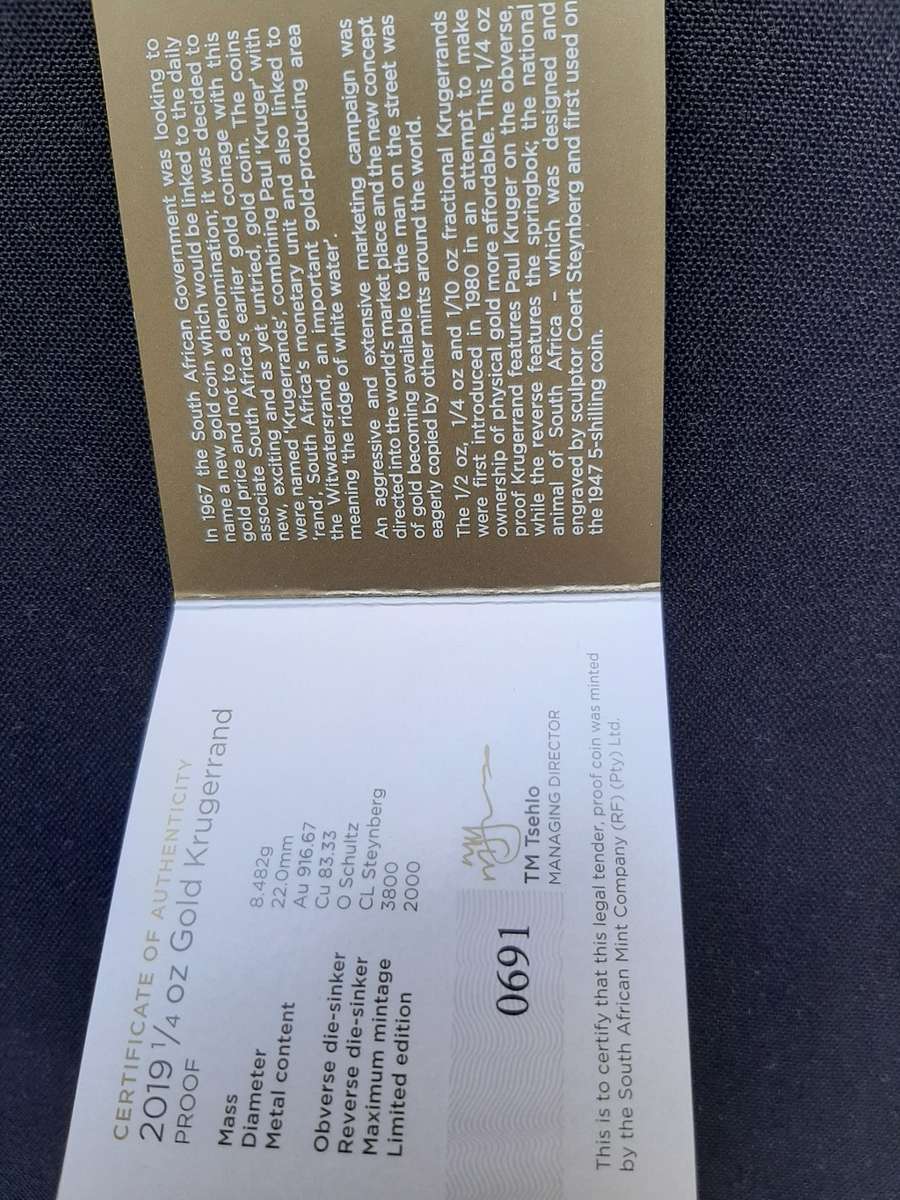 CERTIFICATE OF AUTHENTICITY
2019 1/4 oz Gold Krugerrand
PROOF
Mass 8.482g
Diameter 22.0mm
Metal content Au 916.67
Cu 83.33
Obverse die-sinker O Schultz
Reverse die-sinker CL Steynberg
Maximum mintage 3800
Limited edition 2000
0691
TM Tsehlo
MANAGING DIRECTOR
This is to certify that this legal tender, proof coin was minted
by the South African Mint Company (RF) (Pty) Ltd.
In 1967 the South African Government was looking to
name a new gold coin which would be linked to the daily
gold price and not to a denomination; it was decided to
associate South Africa's earlier gold coinage with this
new, exciting and as yet untried, gold coin. The coins
were named 'Krugerrands', combining Paul 'Kruger' with
'rand', South Africa's monetary unit and also linked to
the Witwatersrand, an important gold-producing area
meaning 'the ridge of white water'.
An aggressive and extensive marketing campaign was
directed into the world's market place and the new concept
of gold becoming available to the man on the street was
eagerly copied by other mints around the world.
The 1/2 oz, 1/4 oz and 1/10 oz fractional Krugerrands
were first introduced in 1980 in an attempt to make
ownership of physical gold more affordable. This 1/4 oz
proof Krugerrand features Paul Kruger on the obverse,
while the reverse features the springbok; the national
animal of South Africa – which was designed and
engraved by sculptor Coert Steynberg and first used on
the 1947 5-shilling coin.